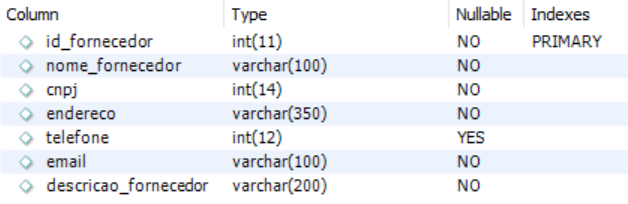 Column Type Nullable Indexes
id_fornecedor int(11) NO PRIMARY
nome_fornecedor varchar(100) NO
cnpj int(14) NO
endereco varchar(350) NO
telefone int(12) YES
email varchar(100) NO
descricao_fornecedor varchar(200) NO